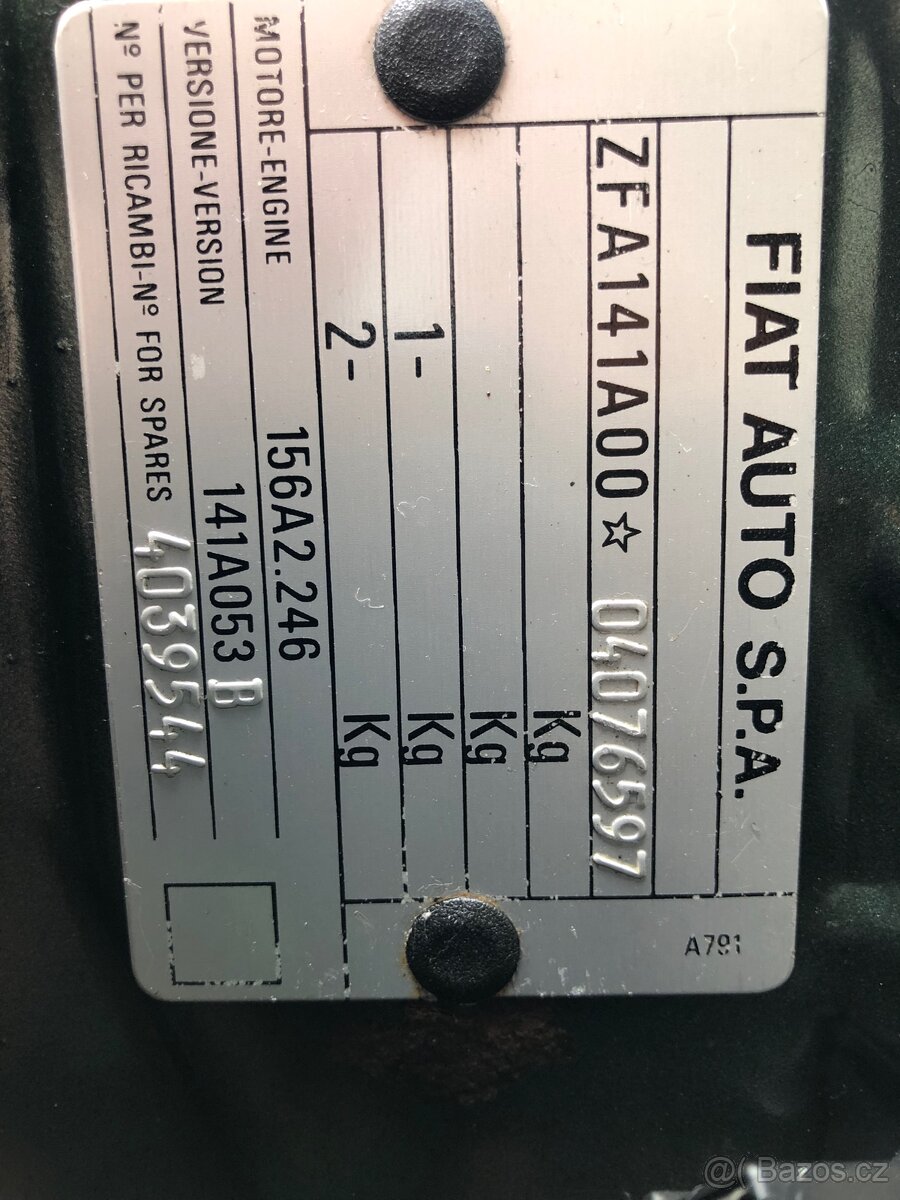 FIAT AUTO S.P.A.
ZFA141A00☆ 04076597
Kg
Kg
1- Kg
2- Kg
MOTORE-ENGINE 156A2.246
VERSIONE-VERSION 141A053 B
Nº PER RICAMBI-Nº FOR SPARES 4039544
A791
@ Bazos.cz